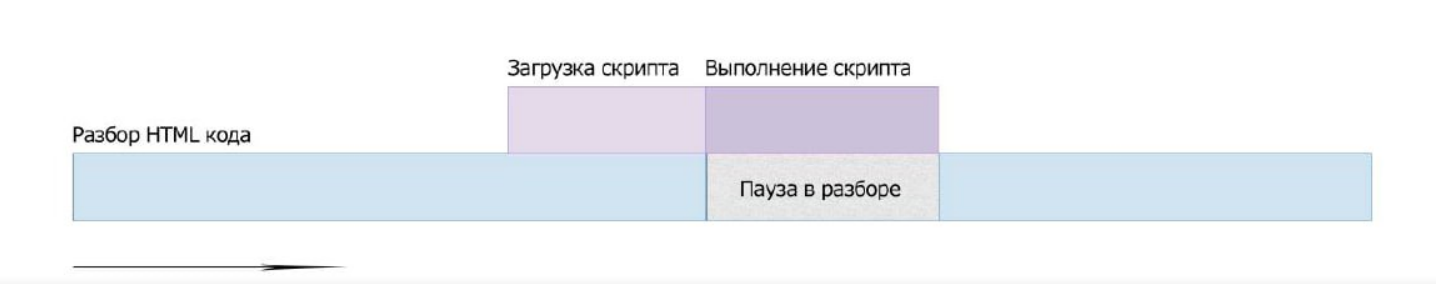 Загрузка скрипта Выполнение скрипта
Разбор HTML кода
Пауза в разборе